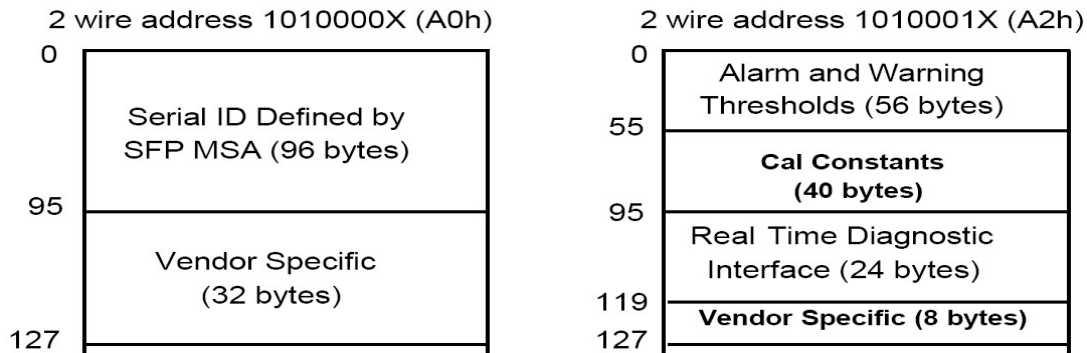 2 wire address 1010000X (A0h)
0
Serial ID Defined by
SFP MSA (96 bytes)
95
Vendor Specific
(32 bytes)
127
2 wire address 1010001X (A2h)
0
Alarm and Warning
Thresholds (56 bytes)
55
Cal Constants
(40 bytes)
95
Real Time Diagnostic
Interface (24 bytes)
119
Vendor Specific (8 bytes)
127